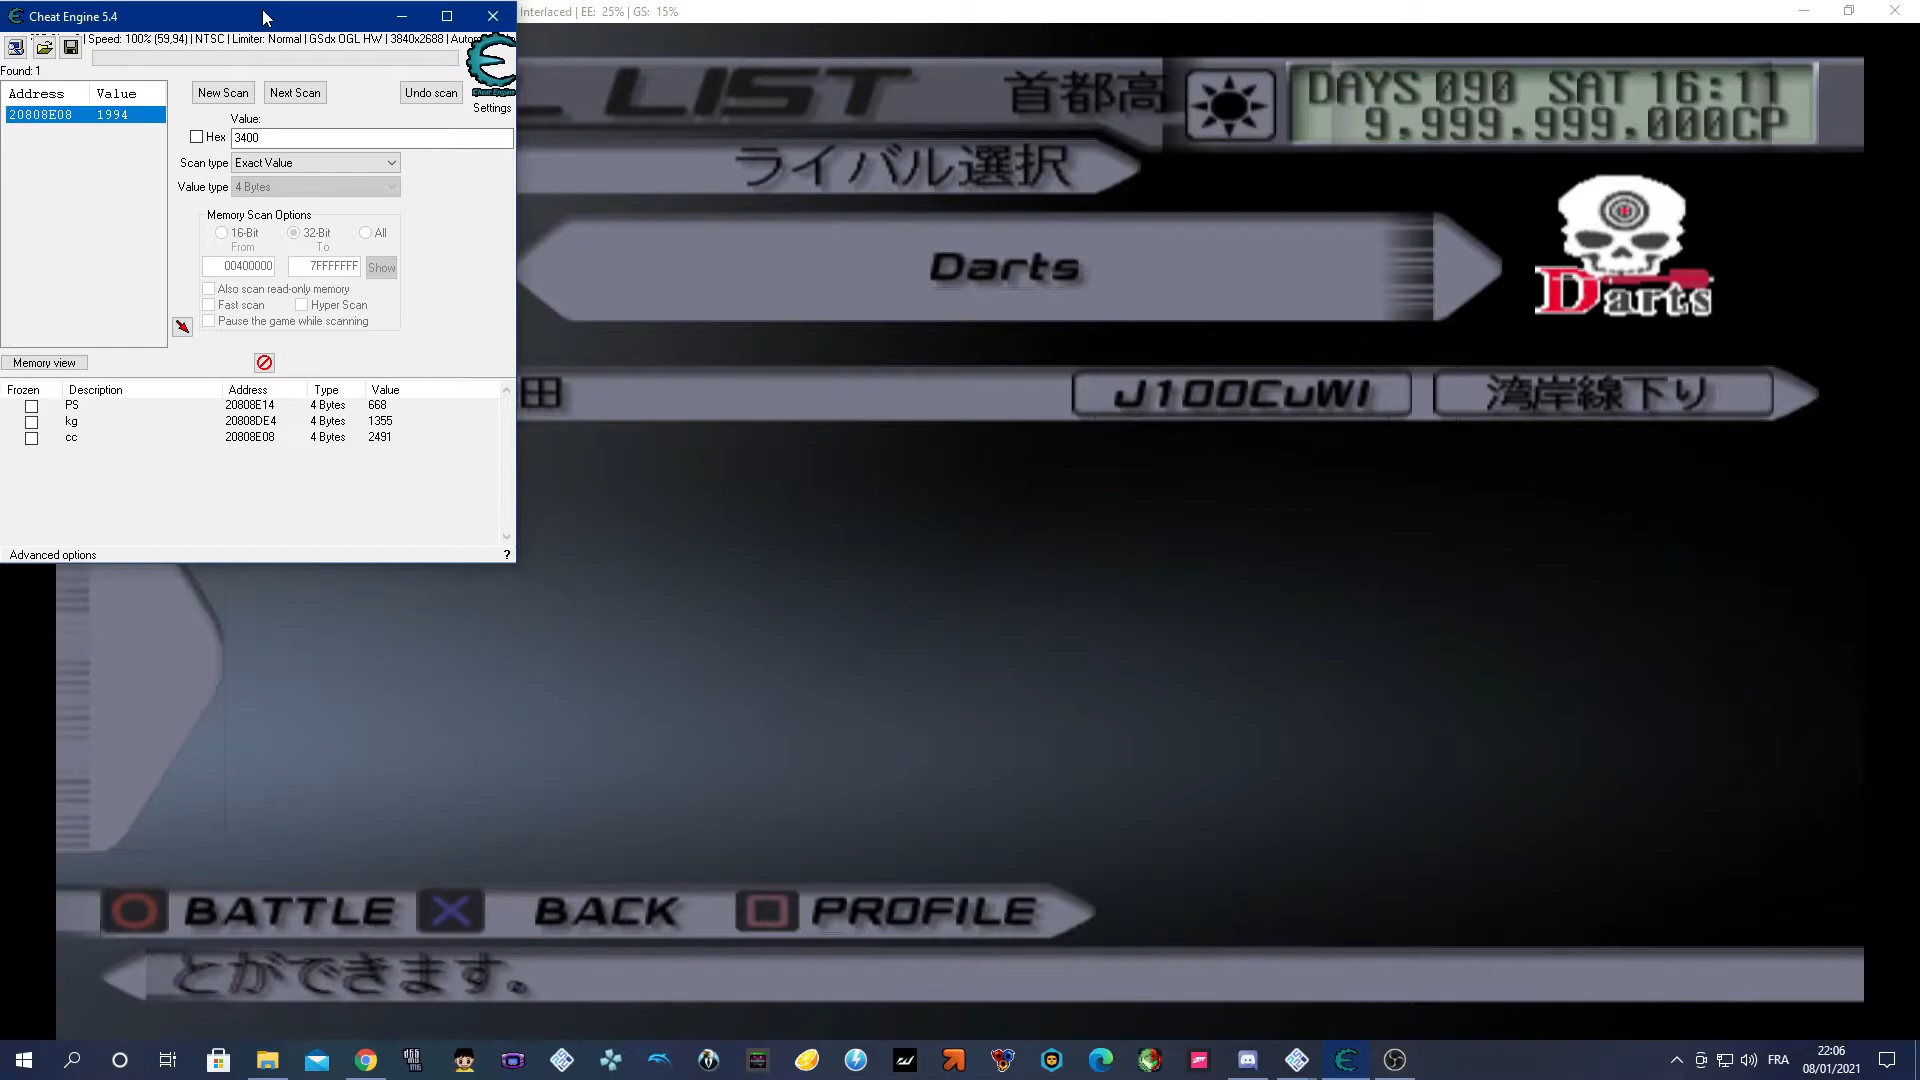 Cheat Engine 5.4
Interlaced | EE: 25% | GS: 15%
| Speed: 100% (59,94) | NTSC | Limiter: Normal | GSdx OGL HW | 3840x2688 |
Found: 1
Address Value
20808E08 1994
New Scan Next Scan Undo scan
Cheat Engine
Settings
Value:
Hex 3400
Scan type Exact Value
Value type 4 Bytes
Memory Scan Options
16-Bit 32-Bit All
From To
00400000 7FFFFFFF Show
Also scan read-only memory
Fast scan Hyper Scan
Pause the game while scanning
Memory view
Frozen Description Address Type Value
PS 20808E14 4 Bytes 668
kg 20808DE4 4 Bytes 1355
cc 20808E08 4 Bytes 2491
Advanced options ?
LIST 首都高
DAYS 090 SAT 16:11
9,999,999,000CP
ライバル選択
Darts
Darts
田 J100CuWI 湾岸線下り
BATTLE BACK PROFILE
とができます。
FRA
22:06
08/01/2021